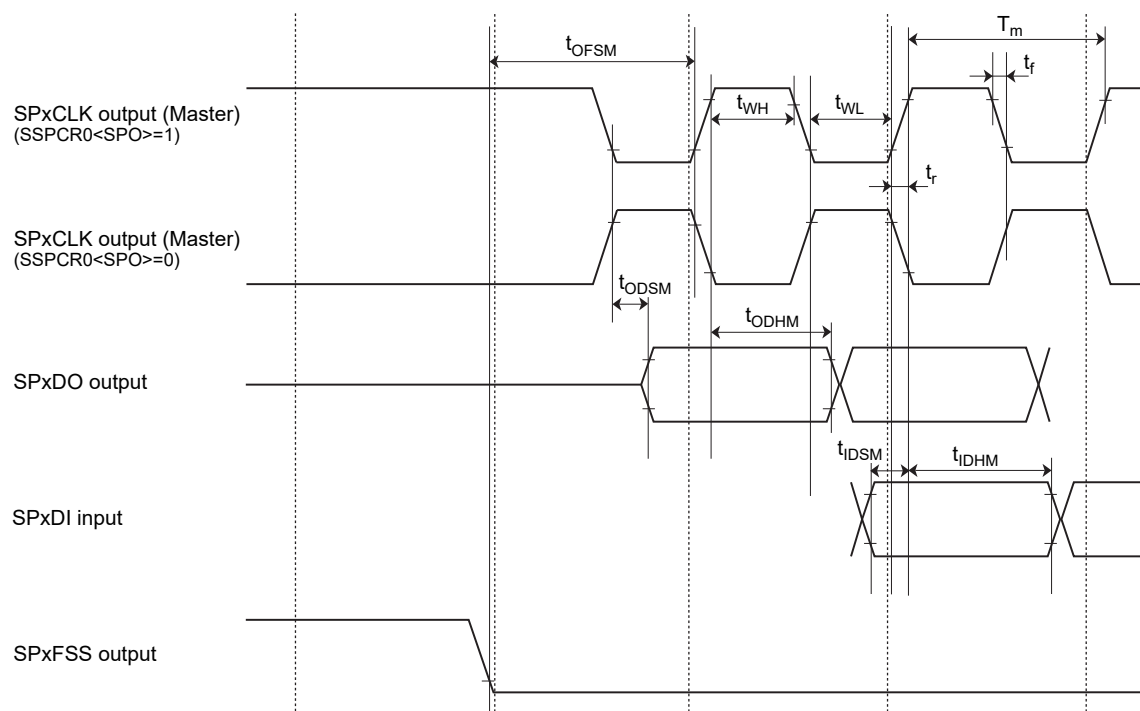 tOFSM
Tm
tf
SPxCLK output (Master)
(SSPCR0<SPO>=1)
tWH
tWL
tr
SPxCLK output (Master)
(SSPCR0<SPO>=0)
tODSM
tODHM
SPxDO output
tIDSM
tIDHM
SPxDI input
SPxFSS output